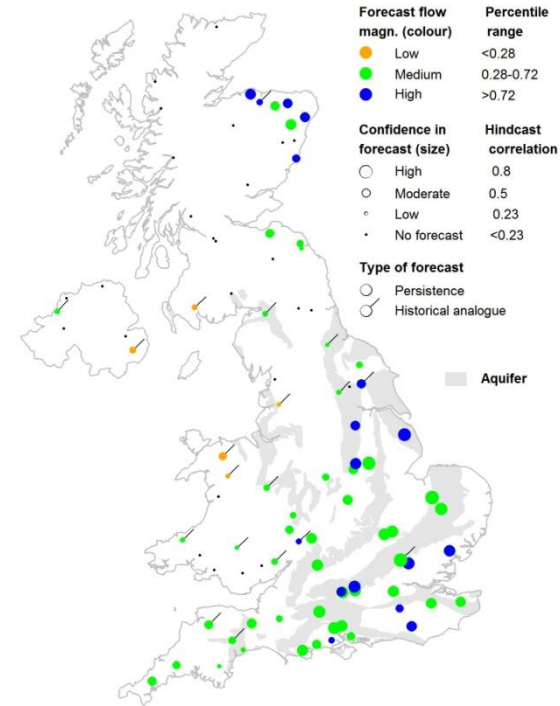 Forecast flow Percentile
magn. (colour) range
Low <0.28
Medium 0.28-0.72
High >0.72
Confidence in Hindcast
forecast (size) correlation
High 0.8
Moderate 0.5
Low 0.23
No forecast <0.23
Type of forecast
Persistence
Historical analogue
Aquifer